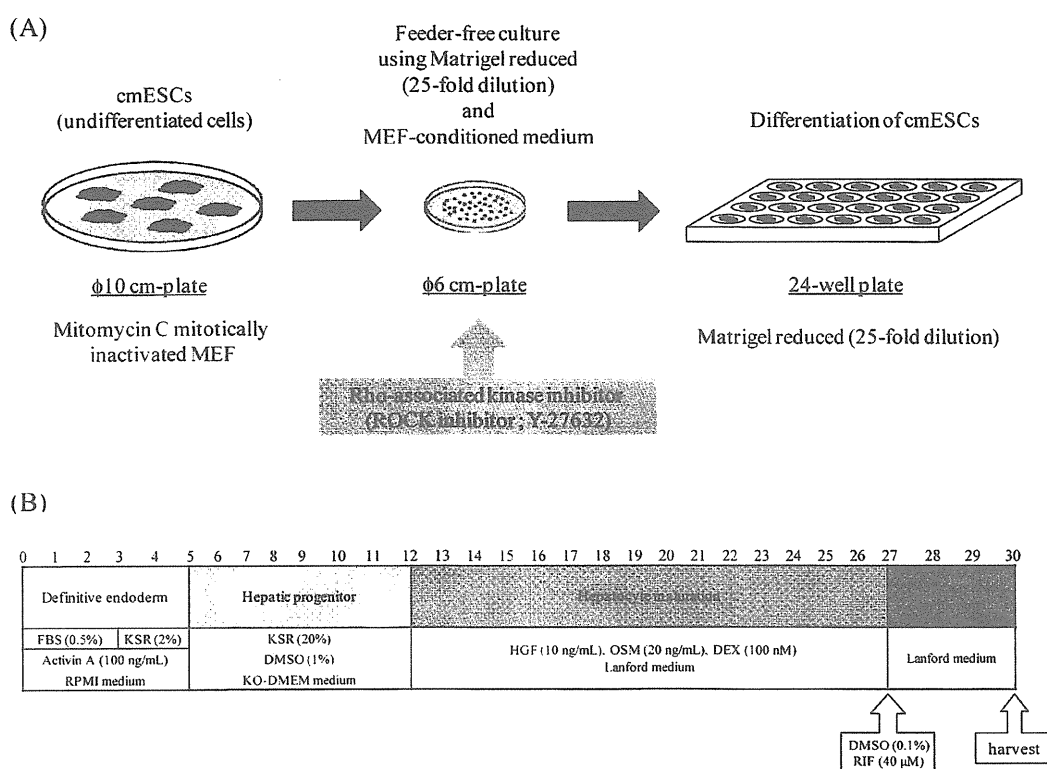 (A)
Feeder-free culture
using Matrigel reduced
(25-fold dilution)
and
MEF-conditioned medium
cmESCs
(undifferentiated cells)
Differentiation of cmESCs
ϕ10 cm-plate
ϕ6 cm-plate
24-well plate
Mitomycin C mitotically
inactivated MEF
Matrigel reduced (25-fold dilution)
Rho-associated kinase inhibitor
(ROCK inhibitor ; Y-27632)
(B)
0 1 2 3 4 5 6 7 8 9 10 11 12 13 14 15 16 17 18 19 20 21 22 23 24 25 26 27 28 29 30
Definitive endoderm
Hepatic progenitor
Hepatocyte maturation
FBS (0.5%)
KSR (2%)
Activin A (100 ng/mL)
RPMI medium
KSR (20%)
DMSO (1%)
KO-DMEM medium
HGF (10 ng/mL), OSM (20 ng/mL), DEX (100 nM)
Lanford medium
Lanford medium
DMSO (0.1%)
RIF (40 μM)
harvest